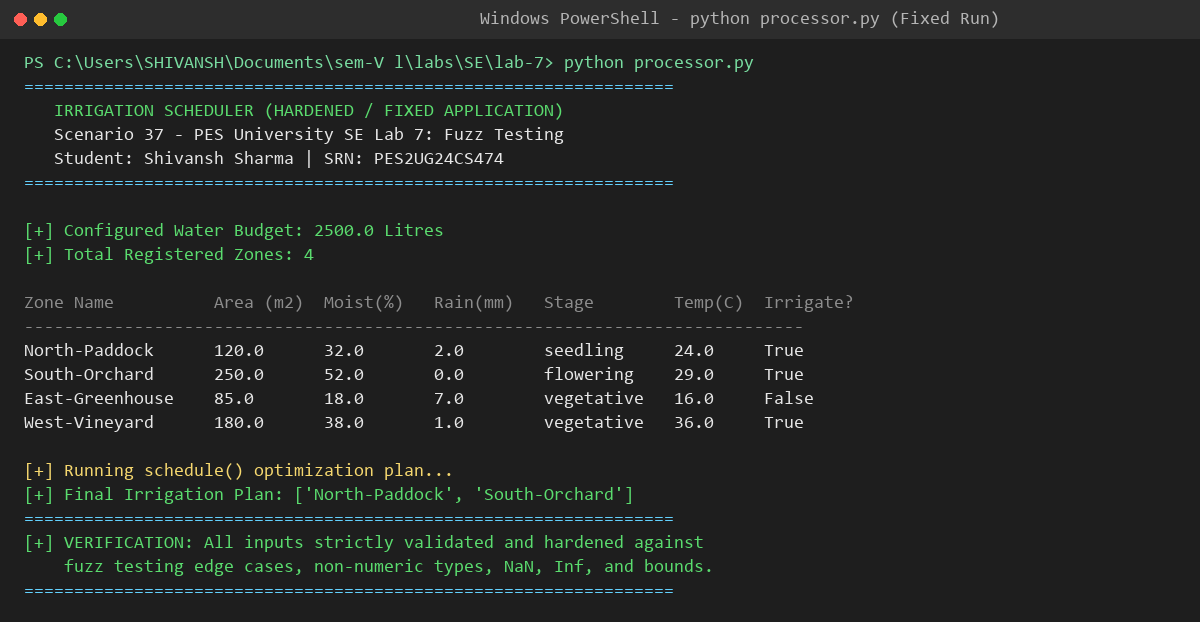 Windows PowerShell - python processor.py (Fixed Run)
PS C:\Users\SHIVANSH\Documents\sem-V l\labs\SE\lab-7> python processor.py
=================================================================
IRRIGATION SCHEDULER (HARDENED / FIXED APPLICATION)
Scenario 37 - PES University SE Lab 7: Fuzz Testing
Student: Shivansh Sharma | SRN: PES2UG24CS474
=================================================================
[+] Configured Water Budget: 2500.0 Litres
[+] Total Registered Zones: 4
Zone Name Area (m2) Moist(%) Rain(mm) Stage Temp(C) Irrigate?
------------------------------------------------------------------------------
North-Paddock 120.0 32.0 2.0 seedling 24.0 True
South-Orchard 250.0 52.0 0.0 flowering 29.0 True
East-Greenhouse 85.0 18.0 7.0 vegetative 16.0 False
West-Vineyard 180.0 38.0 1.0 vegetative 36.0 True
[+] Running schedule() optimization plan...
[+] Final Irrigation Plan: ['North-Paddock', 'South-Orchard']
=================================================================
[+] VERIFICATION: All inputs strictly validated and hardened against
fuzz testing edge cases, non-numeric types, NaN, Inf, and bounds.
=================================================================